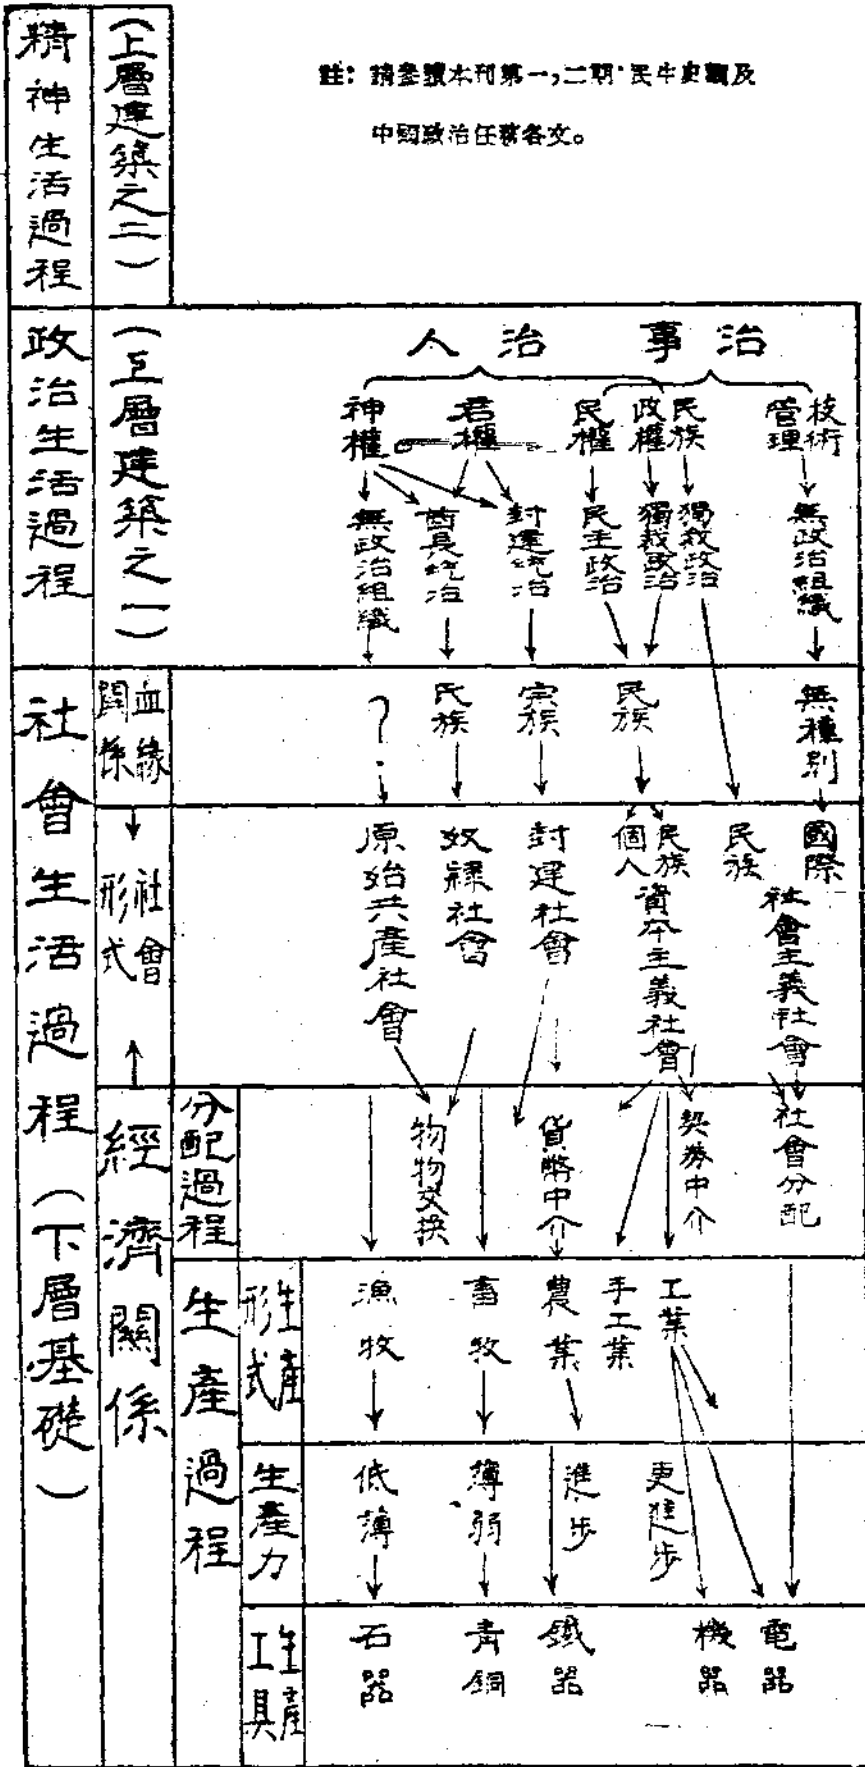 註：請參讀本刊第一，二期·民生史觀及
中國政治任務各文。
精神生活過程
（上層建築之二）
政治生活過程
（上層建築之一）
人治
事治
神權
君權
民權
政權
民族
管理
技術
無政治組織
酋長統治
封建統治
民主政治
獨裁政治
獨裁政治
無政治組織
社會生活過程（下層基礎）
血緣
關係
？
氏族
宗族
民族
無種別
社會
形式
原始共產社會
奴隸社會
封建社會
個人
民族
資本主義社會
民族
國際
社會主義社會
經濟關係
分配過程
物物交換
貨幣中介
契券中介
社會分配
生產過程
生產
形式
漁牧
畜牧
農業
手工業
工業
生產力
低薄
薄弱
進步
更進步
生產
工具
石器
青銅
鐵器
機器
電器